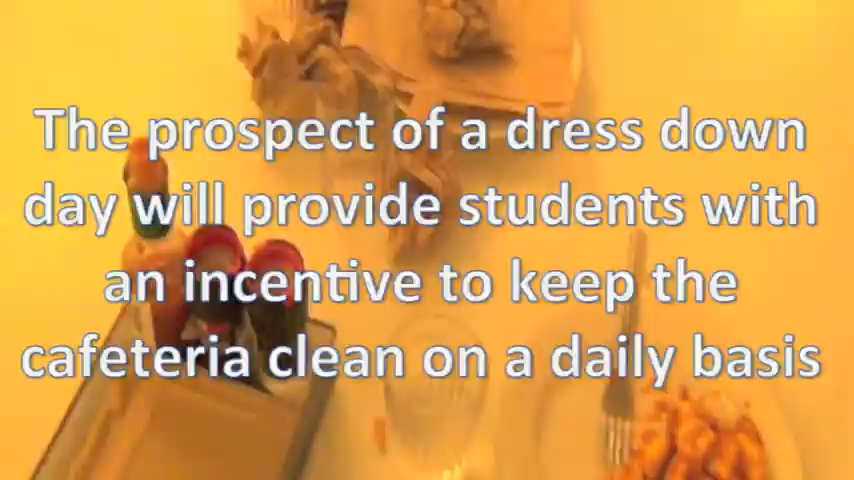 The prospect of a dress down
day will provide students with
an incentive to keep the
cafeteria clean on a daily basis